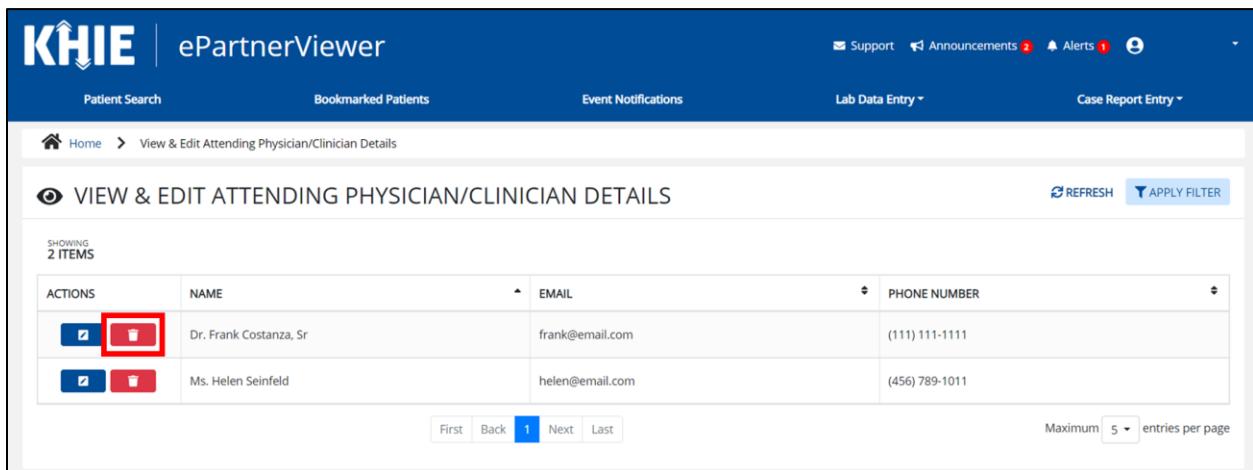 KHIE ePartnerViewer Support Announcements 2 Alerts 1
Patient Search Bookmarked Patients Event Notifications Lab Data Entry Case Report Entry
Home > View & Edit Attending Physician/Clinician Details
VIEW & EDIT ATTENDING PHYSICIAN/CLINICIAN DETAILS REFRESH APPLY FILTER
SHOWING
2 ITEMS
ACTIONS NAME EMAIL PHONE NUMBER
Dr. Frank Costanza, Sr frank@email.com (111) 111-1111
Ms. Helen Seinfeld helen@email.com (456) 789-1011
First Back 1 Next Last Maximum 5 entries per page